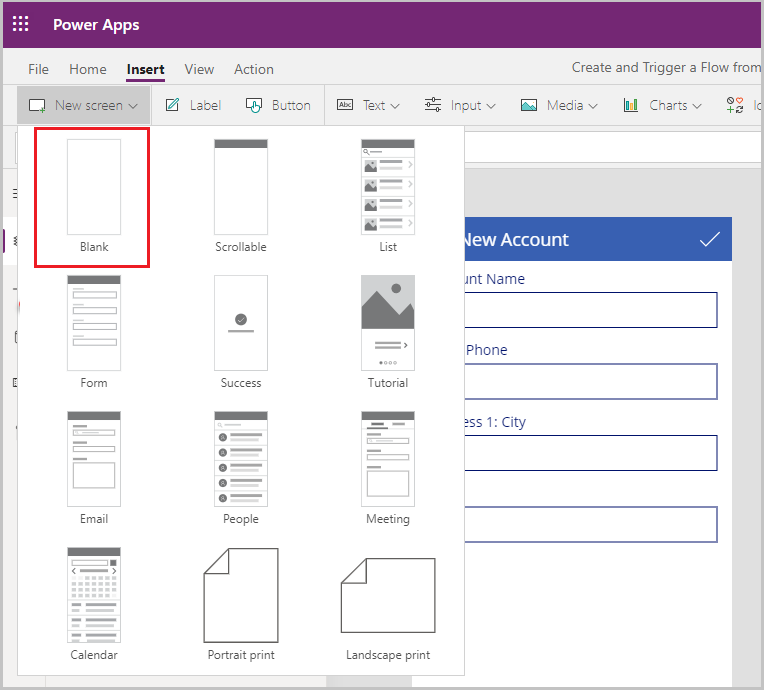 Power Apps
File Home Insert View Action Create and Trigger a Flow from
New screen Label Button Abc Text Input Media Charts
Blank Scrollable List
New Account
unt Name
Phone
ess 1: City
Form Success Tutorial
Email People Meeting
Calendar Portrait print Landscape print